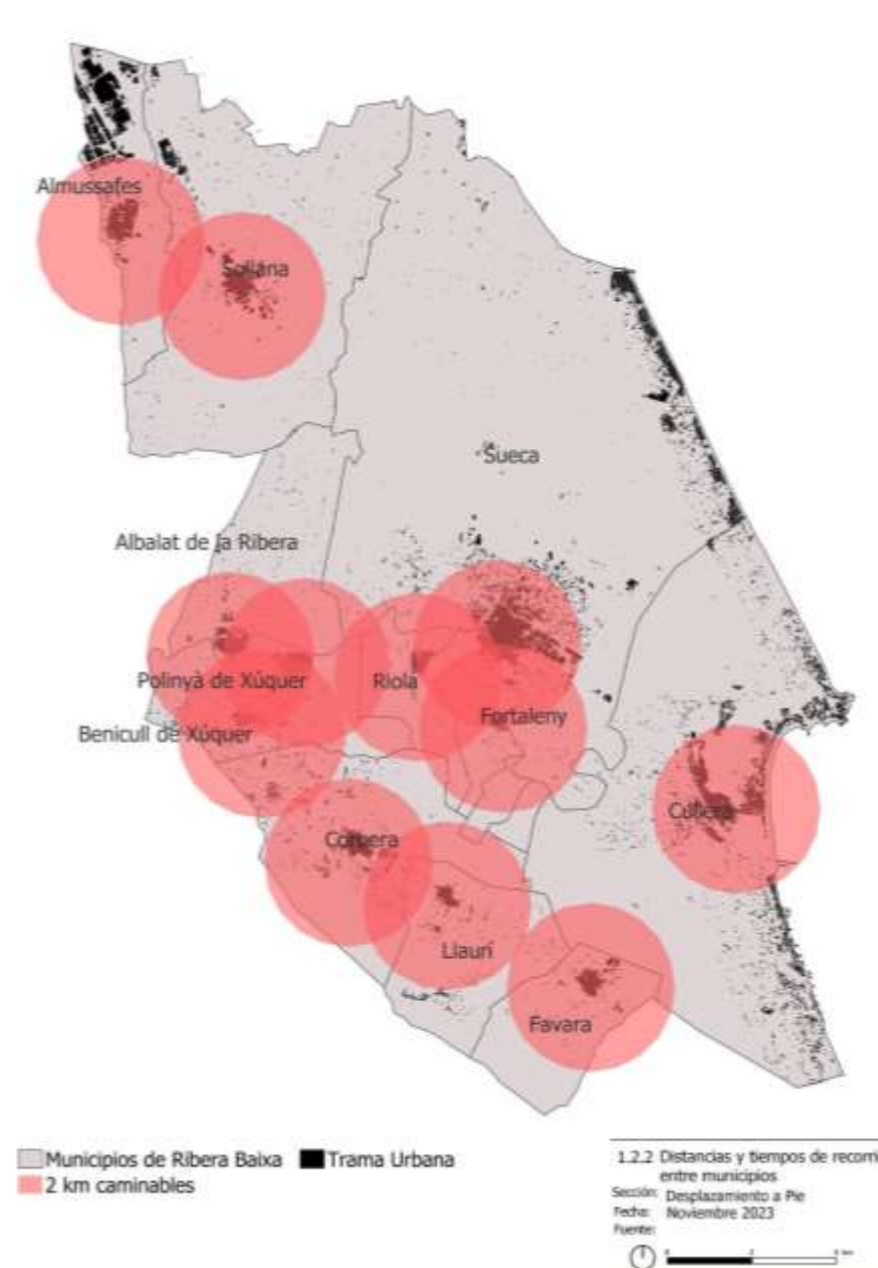 Almussafes
Sollana
Sueca
Albalat de la Ribera
Polinyà de Xúquer
Riola
Fortaleny
Benicull de Xúquer
Cullera
Corbera
Llaurí
Favara
Municipios de Ribera Baixa
Trama Urbana
2 km caminables
1.2.2 Distancias y tiempos de recorri
entre municipios
Sección: Desplazamiento a Pie
Fecha: Noviembre 2023
Fuente: